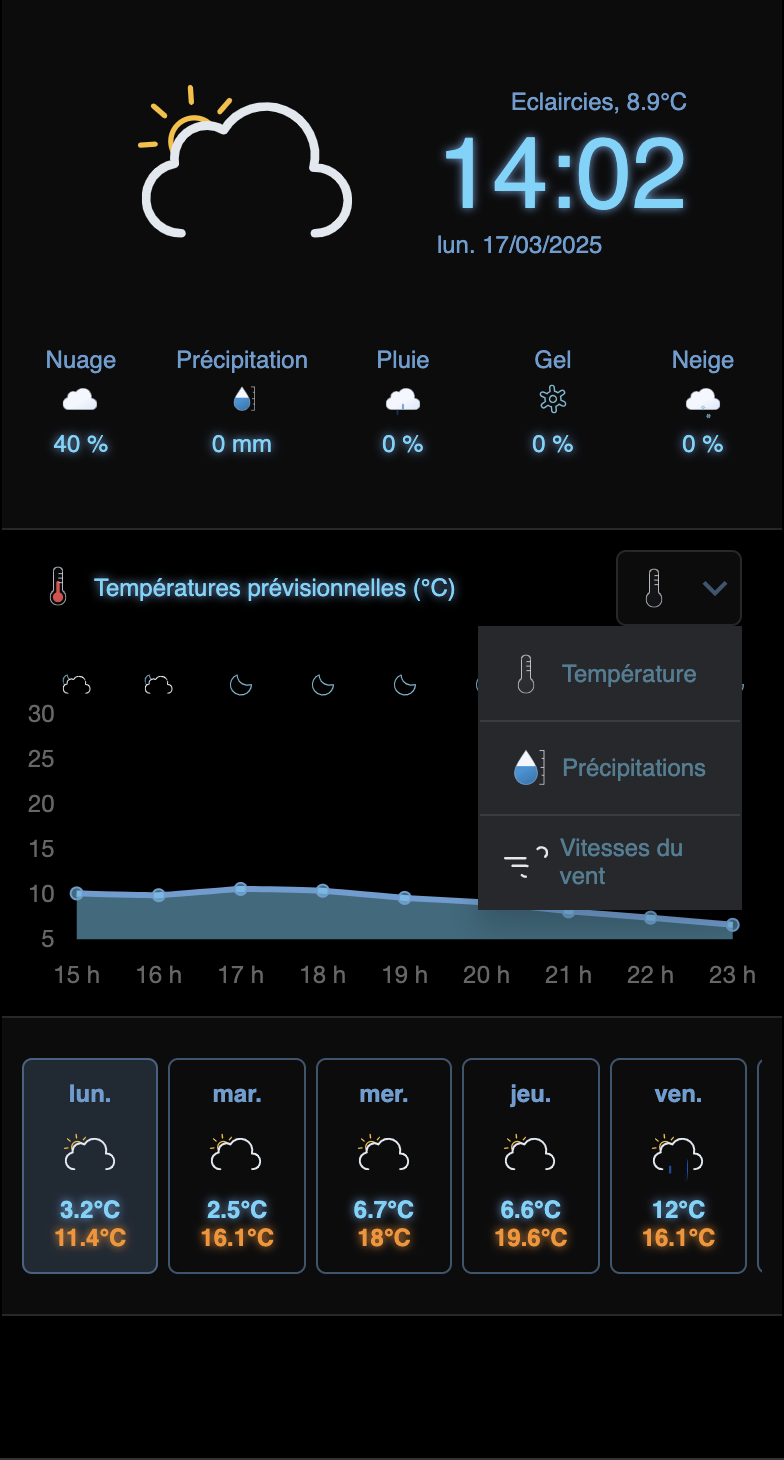 Eclaircies, 8.9°C
14:02
lun. 17/03/2025
Nuage Précipitation Pluie Gel Neige
40 % 0 mm 0 % 0 % 0 %
Températures prévisionnelles (°C)
Température
Précipitations
Vitesses du
vent
30
25
20
15
10
5
15 h 16 h 17 h 18 h 19 h 20 h 21 h 22 h 23 h
lun. mar. mer. jeu. ven.
3.2°C 2.5°C 6.7°C 6.6°C 12°C
11.4°C 16.1°C 18°C 19.6°C 16.1°C